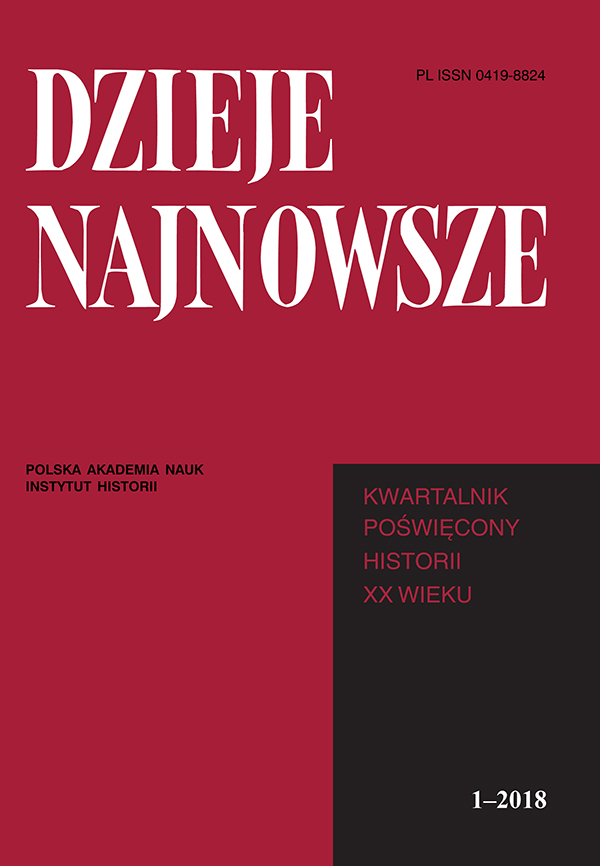 PL ISSN 0419-8824
DZIEJE
NAJNOWSZE
POLSKA AKADEMIA NAUK
INSTYTUT HISTORII
KWARTALNIK
POŚWIĘCONY
HISTORII
XX WIEKU
1–2018